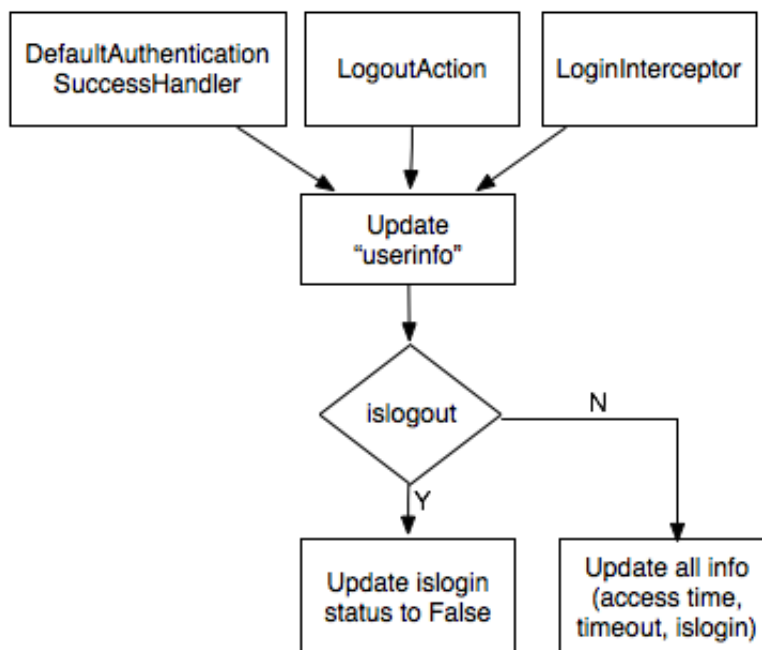 DefaultAuthentication
SuccessHandler
LogoutAction
LoginInterceptor
Update
“userinfo”
islogout
N
Y
Update islogin
status to False
Update all info
(access time,
timeout, islogin)